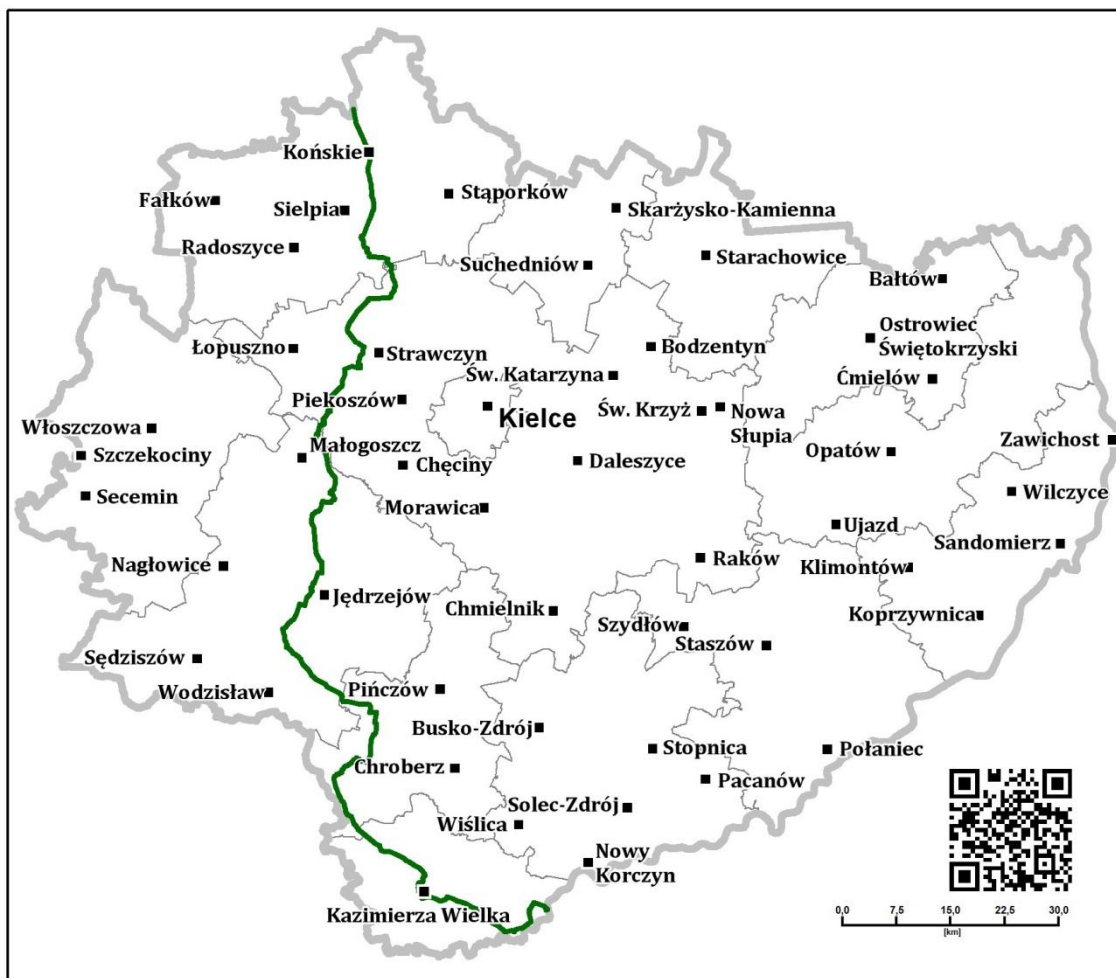 Końskie
Fałków
Sielpia
Stąporków
Skarżysko-Kamienna
Radoszyce
Suchedniów
Starachowice
Bałtów
Łopuszno
Strawczyn
Bodzentyn
Ostrowiec
Świętokrzyski
Św. Katarzyna
Ćmielów
Piekoszów
Kielce
Św. Krzyż
Nowa
Słupia
Włoszczowa
Małogoszcz
Zawichost
Szczekociny
Chęciny
Daleszyce
Opatów
Secemin
Morawica
Wilczyce
Ujazd
Sandomierz
Nagłowice
Raków
Klimontów
Jędrzejów
Chmielnik
Szydłów
Koprzywnica
Staszów
Sędziszów
Wodzisław
Pińczów
Busko-Zdrój
Stopnica
Połaniec
Chroberz
Pacanów
Solec-Zdrój
Wiślica
Nowy
Korczyn
Kazimierza Wielka
0,0 7,5 15,0 22,5 30,0
[km]